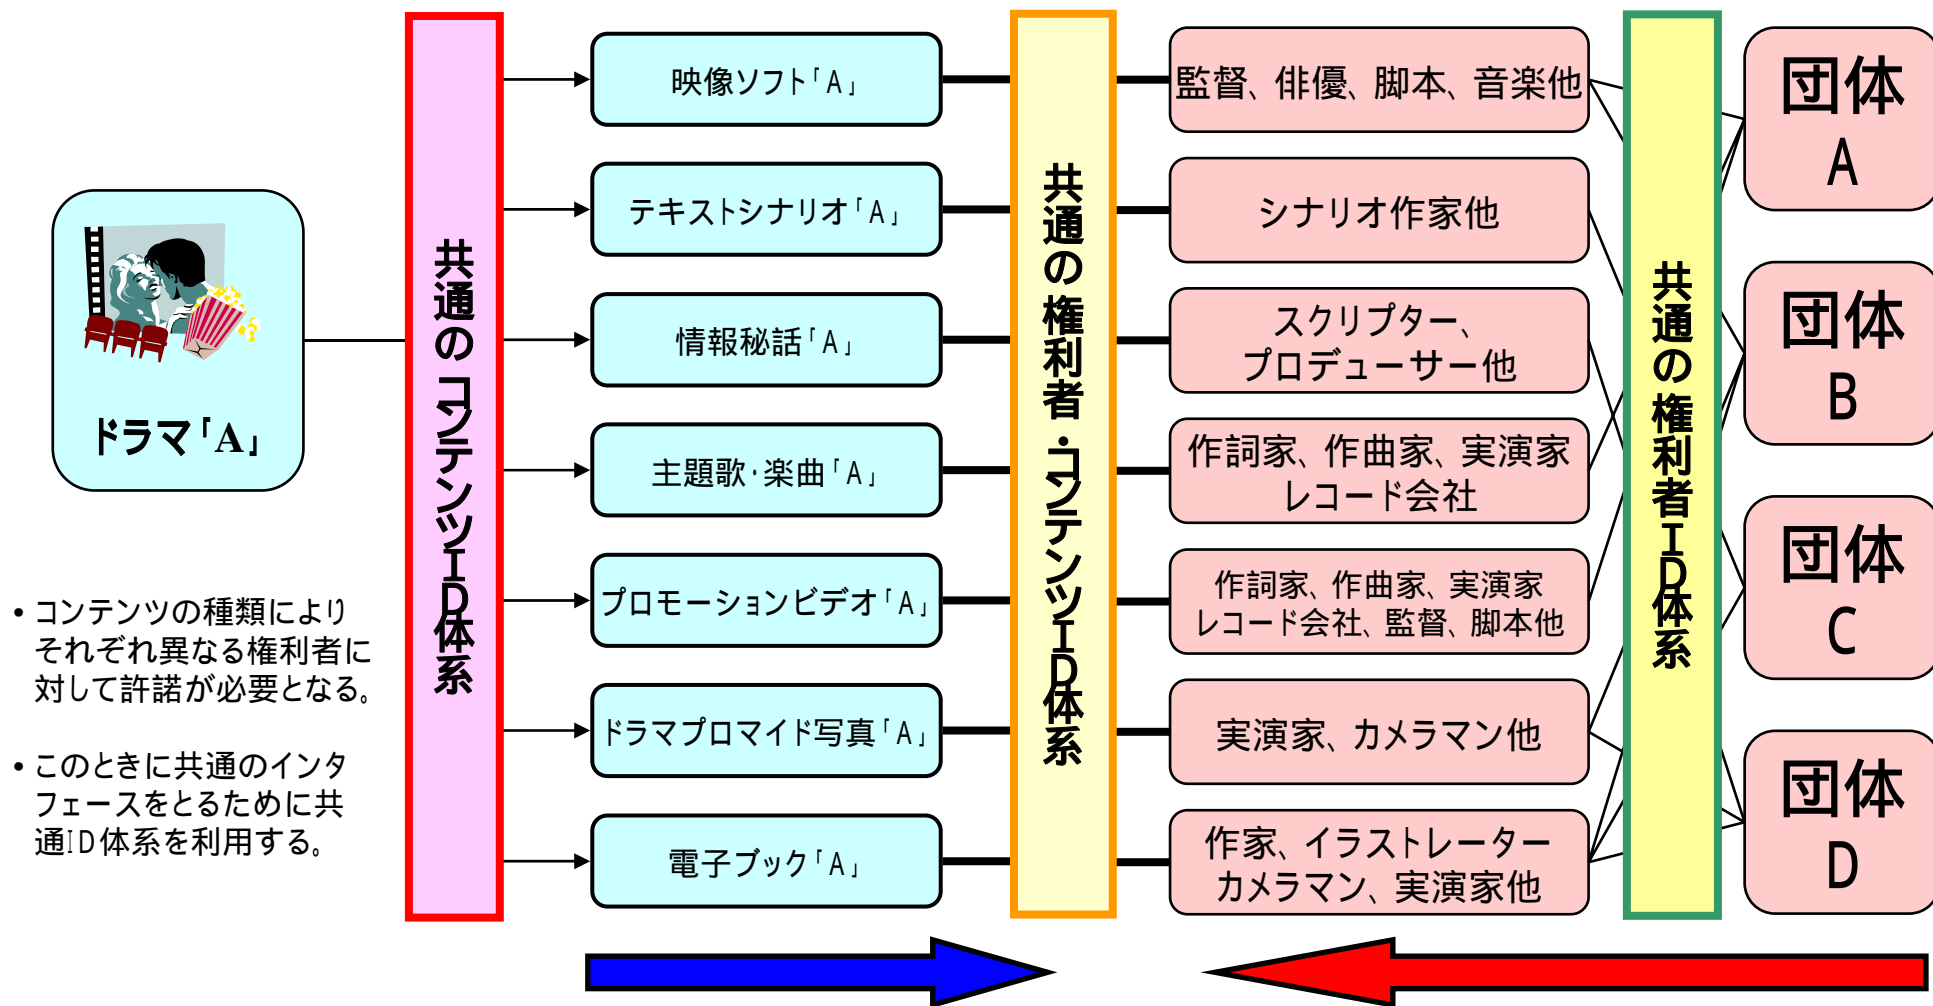 ドラマ「A」
・コンテンツの種類により
それぞれ異なる権利者に
対して許諾が必要となる。
・このときに共通のインタ
フェースをとるために共
通ID体系を利用する。
共通のコンテンツID体系
映像ソフト「A」
テキストシナリオ「A」
情報秘話「A」
主題歌・楽曲「A」
プロモーションビデオ「A」
ドラマプロマイド写真「A」
電子ブック「A」
共通の権利者・コンテンツID体系
監督、俳優、脚本、音楽他
シナリオ作家他
スクリプター、
プロデューサー他
作詞家、作曲家、実演家
レコード会社
作詞家、作曲家、実演家
レコード会社、監督、脚本他
実演家、カメラマン他
作家、イラストレーター
カメラマン、実演家他
共通の権利者ID体系
団体
A
団体
B
団体
C
団体
D